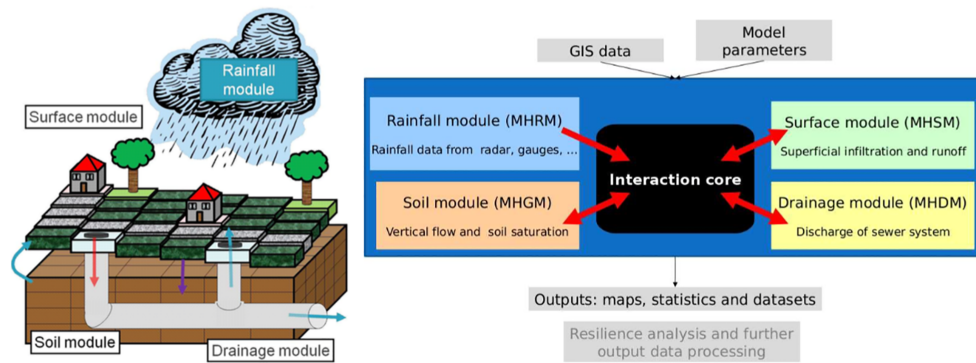 Rainfall
module
Surface module
Soil module
Drainage module
GIS data
Model
parameters
Rainfall module (MHRM)
Rainfall data from radar, gauges, ...
Surface module (MHSM)
Superficial infiltration and runoff
Interaction core
Soil module (MHGM)
Vertical flow and soil saturation
Drainage module (MHDM)
Discharge of sewer system
Outputs: maps, statistics and datasets
Resilience analysis and further
output data processing